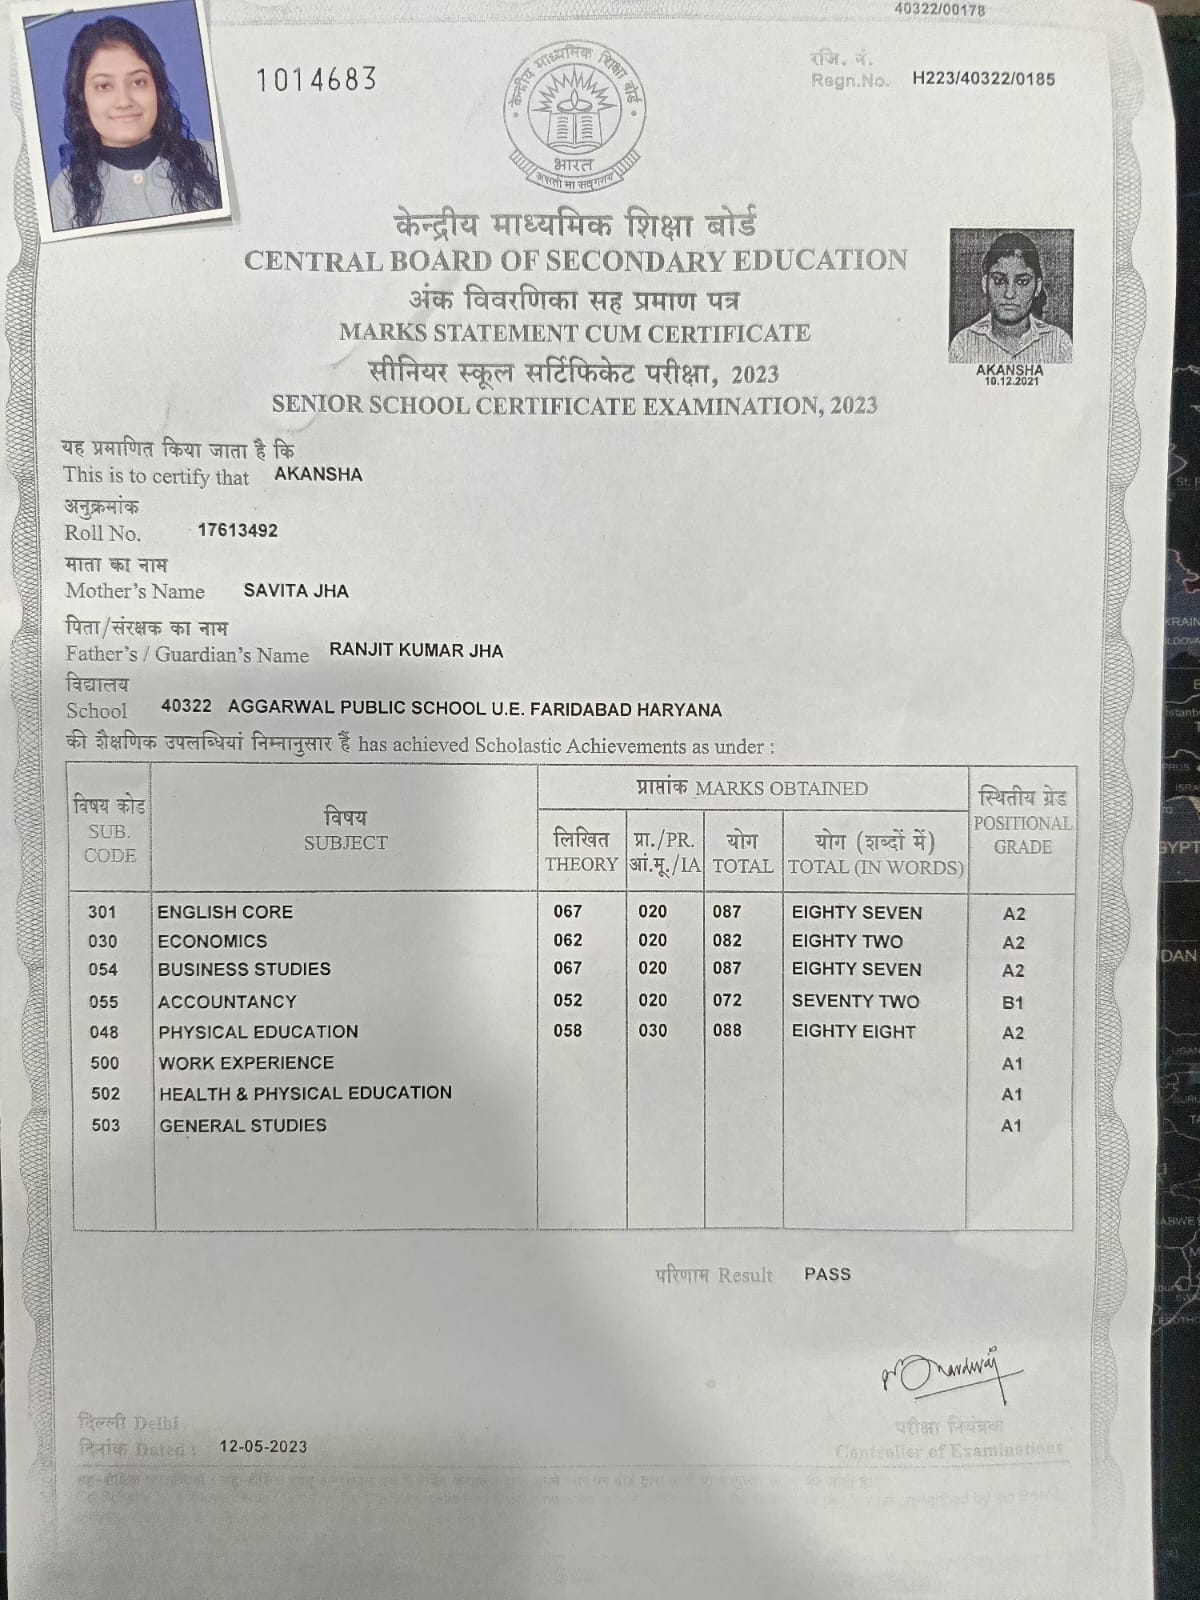 40322/00178
1014683
रजि. नं.
Regn.No. H223/40322/0185
केन्द्रीय माध्यमिक शिक्षा बोर्ड
भारत
असतो मा सद्गमय
केन्द्रीय माध्यमिक शिक्षा बोर्ड
CENTRAL BOARD OF SECONDARY EDUCATION
अंक विवरणिका सह प्रमाण पत्र
MARKS STATEMENT CUM CERTIFICATE
सीनियर स्कूल सर्टिफिकेट परीक्षा, 2023
SENIOR SCHOOL CERTIFICATE EXAMINATION, 2023
AKANSHA
10.12.2021
यह प्रमाणित किया जाता है कि
This is to certify that AKANSHA
अनुक्रमांक
Roll No. 17613492
माता का नाम
Mother's Name SAVITA JHA
पिता/संरक्षक का नाम
Father's / Guardian's Name RANJIT KUMAR JHA
विद्यालय
School 40322 AGGARWAL PUBLIC SCHOOL U.E. FARIDABAD HARYANA
की शैक्षणिक उपलब्धियां निम्नानुसार हैं has achieved Scholastic Achievements as under :
विषय कोड
SUB.
CODE
विषय
SUBJECT
प्राप्तांक MARKS OBTAINED
लिखित
THEORY
प्रा./PR.
आं.मू./IA
योग
TOTAL
योग (शब्दों में)
TOTAL (IN WORDS)
स्थितीय ग्रेड
POSITIONAL
GRADE
301 ENGLISH CORE 067 020 087 EIGHTY SEVEN A2
030 ECONOMICS 062 020 082 EIGHTY TWO A2
054 BUSINESS STUDIES 067 020 087 EIGHTY SEVEN A2
055 ACCOUNTANCY 052 020 072 SEVENTY TWO B1
048 PHYSICAL EDUCATION 058 030 088 EIGHTY EIGHT A2
500 WORK EXPERIENCE A1
502 HEALTH & PHYSICAL EDUCATION A1
503 GENERAL STUDIES A1
परिणाम Result PASS
दिल्ली Delhi
दिनांक Dated : 12-05-2023
परीक्षा नियंत्रक
Controller of Examinations